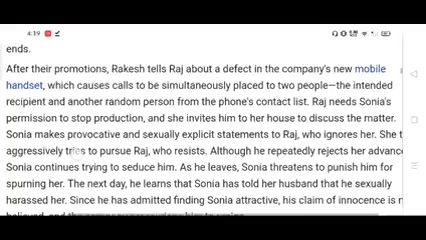 4:19
ends.
After their promotions, Rakesh tells Raj about a defect in the company's new mobile
handset, which causes calls to be simultaneously placed to two people—the intended
recipient and another random person from the phone's contact list. Raj needs Sonia's
permission to stop production, and she invites him to her house to discuss the matter.
Sonia makes provocative and sexually explicit statements to Raj, who ignores her. She t
aggressively tries to pursue Raj, who resists. Although he repeatedly rejects her advanc
Sonia continues trying to seduce him. As he leaves, Sonia threatens to punish him for
spurning her. The next day, he learns that Sonia has told her husband that he sexually
harassed her. Since he has admitted finding Sonia attractive, his claim of innocence is n